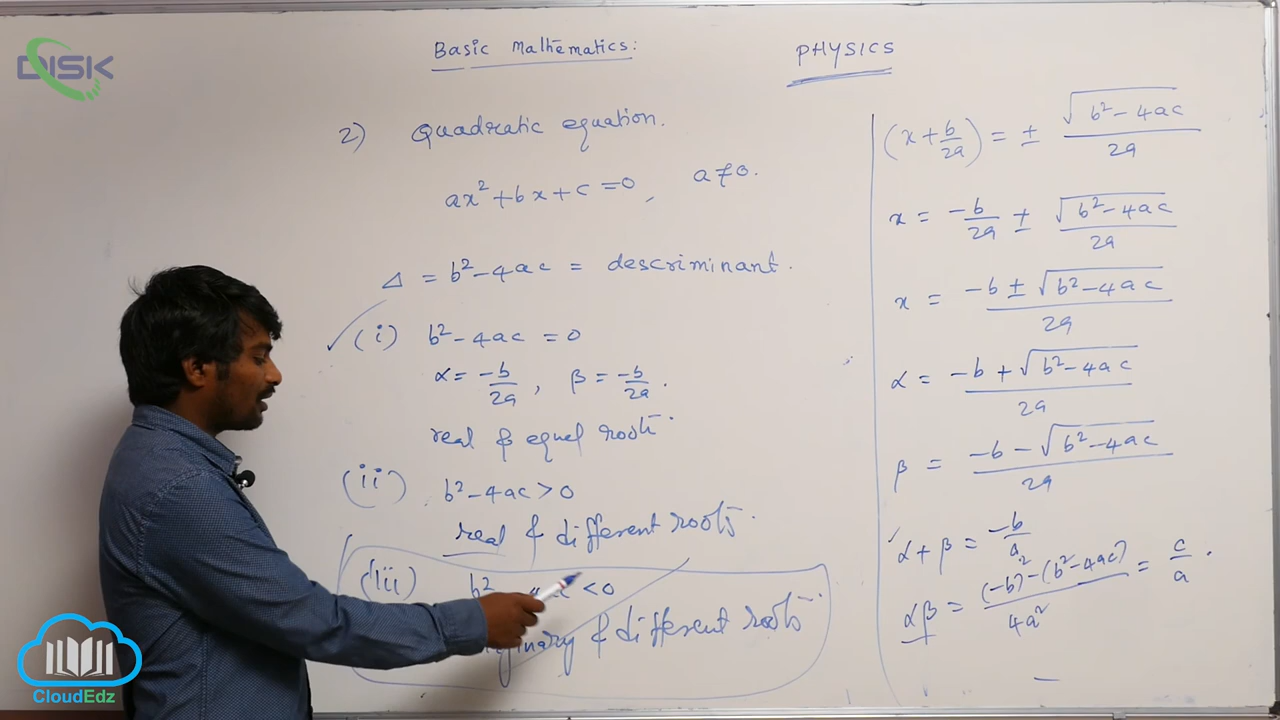 DISK
Basic Mathematics:
PHYSICS
2) Quadratic equation.
ax² + bx + c = 0, a ≠ 0.
Δ = b² - 4ac = descriminant.
(i) b² - 4ac = 0
α = -b/2a, β = -b/2a.
real & equal roots.
(ii) b² - 4ac > 0
real & different roots.
(iii) b² < 0
& different roots.
(x + b/2a) = ± √(b² - 4ac)/2a
x = -b/2a ± √(b² - 4ac)/2a
x = -b ± √(b² - 4ac)/2a
α = -b + √(b² - 4ac)/2a
β = -b - √(b² - 4ac)/2a
α + β = -b/a
αβ = (-b)² - (b² - 4ac)/4a² = c/a.
CloudEdz